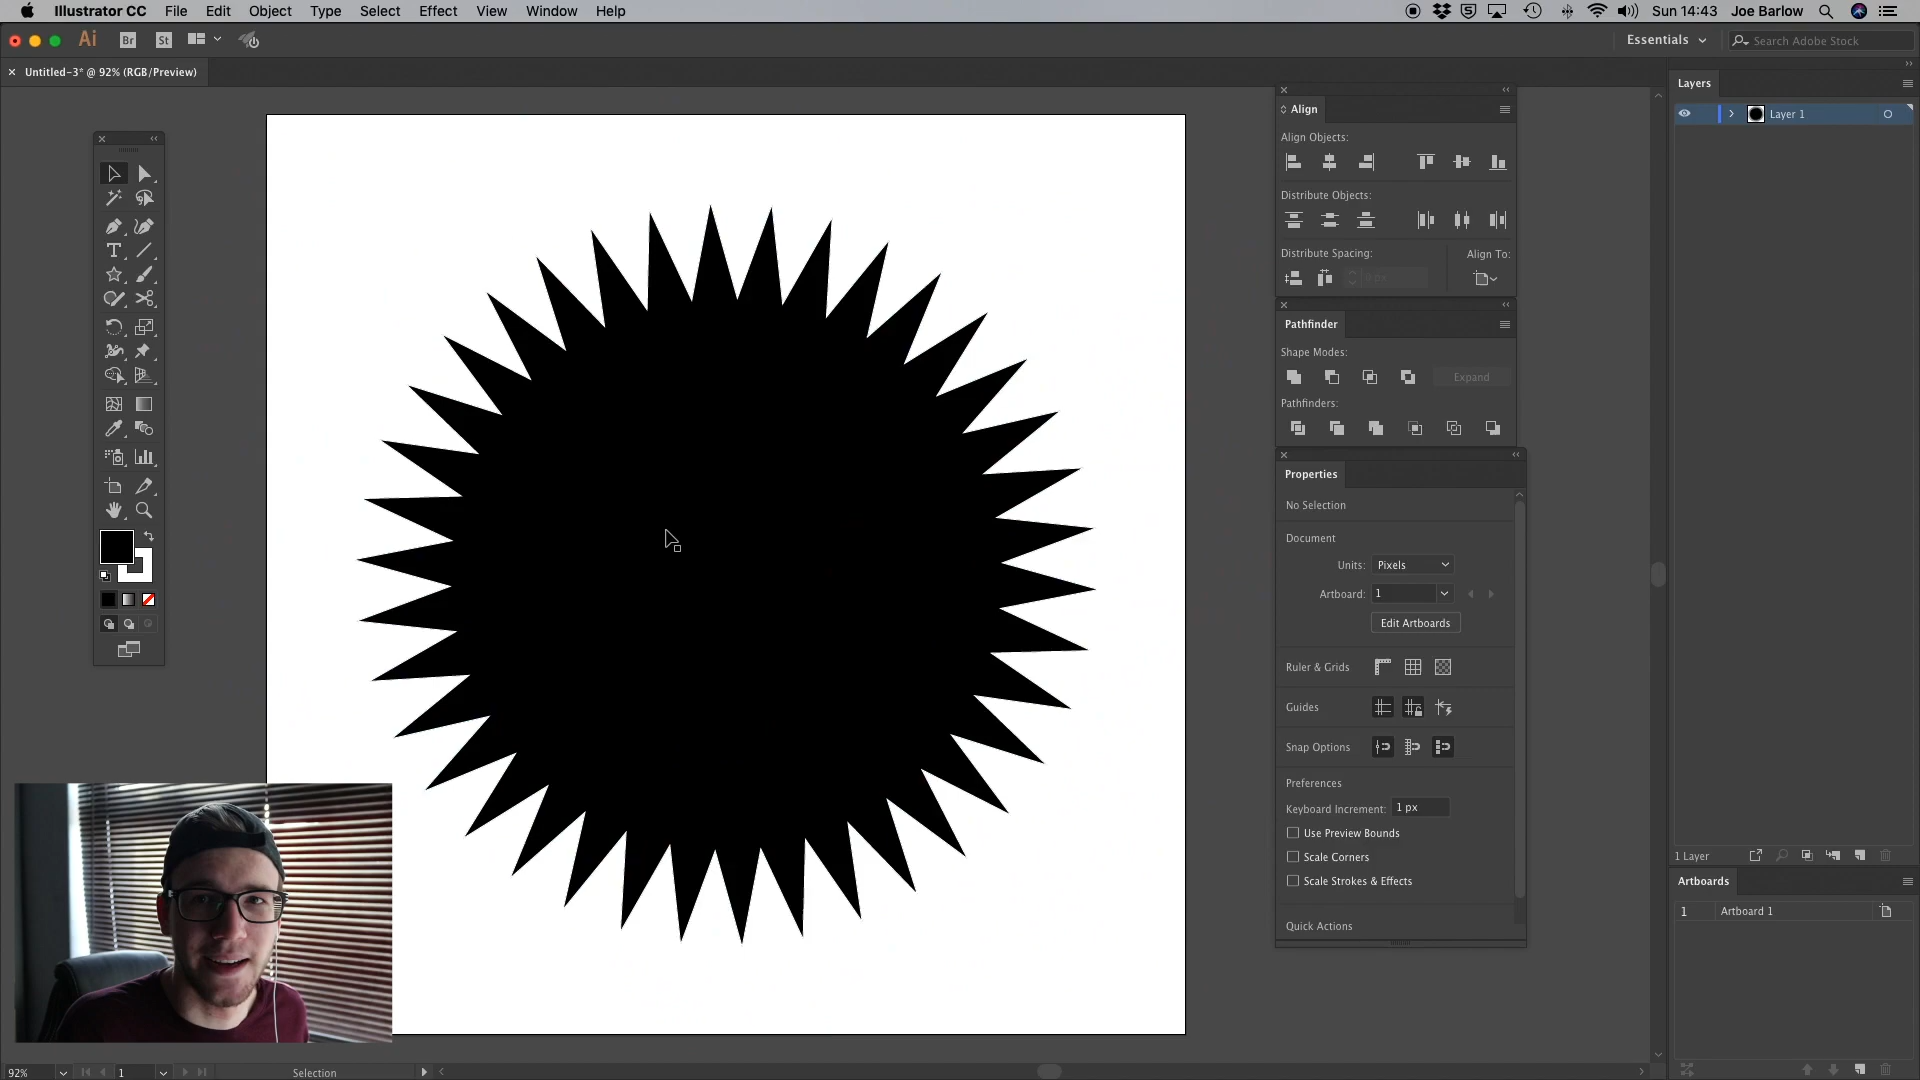 Illustrator CC File Edit Object Type Select Effect View Window Help Sun 14:43 Joe Barlow
Ai Br St Essentials Search Adobe Stock
Untitled-3* @ 92% (RGB/Preview)
Layers
Layer 1
Align
Align Objects:
Distribute Objects:
Distribute Spacing:
Align To:
Pathfinder
Shape Modes:
Expand
Pathfinders:
Properties
No Selection
Document
Units: Pixels
Artboard: 1
Edit Artboards
Ruler & Grids
Guides
Snap Options
Preferences
Keyboard Increment: 1 px
Use Preview Bounds
Scale Corners
Scale Strokes & Effects
Quick Actions
1 Layer
Artboards
1 Artboard 1
92% 1 Selection